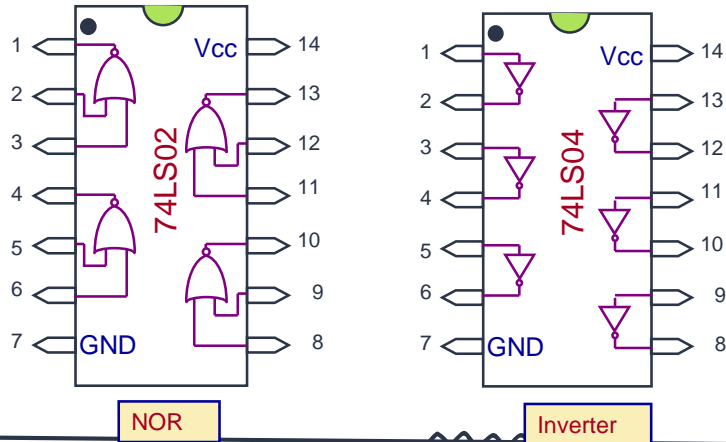 1 Vcc 14
2 13
3 12
4 11
5 10
6 9
7 GND 8
74LS02
NOR
1 Vcc 14
2 13
3 12
4 11
5 10
6 9
7 GND 8
74LS04
Inverter